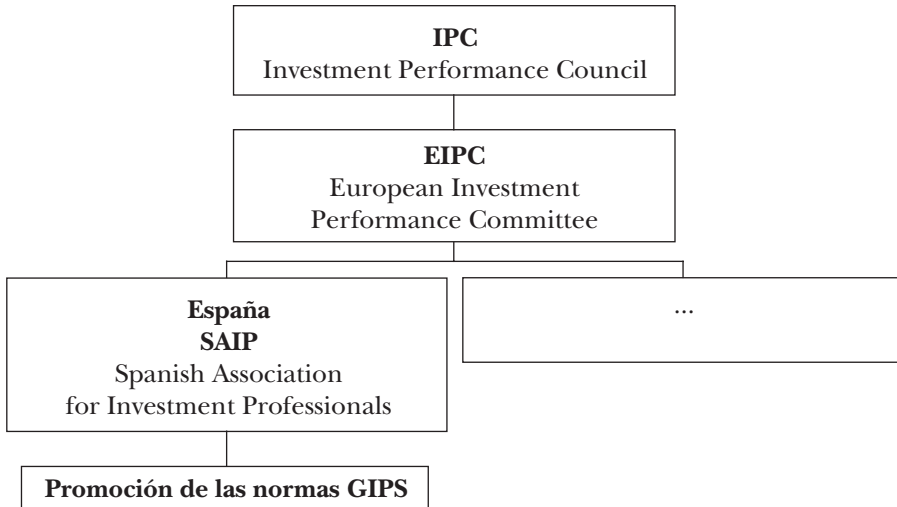 IPC
Investment Performance Council
EIPC
European Investment
Performance Committee
España
SAIP
Spanish Association
for Investment Professionals
...
Promoción de las normas GIPS